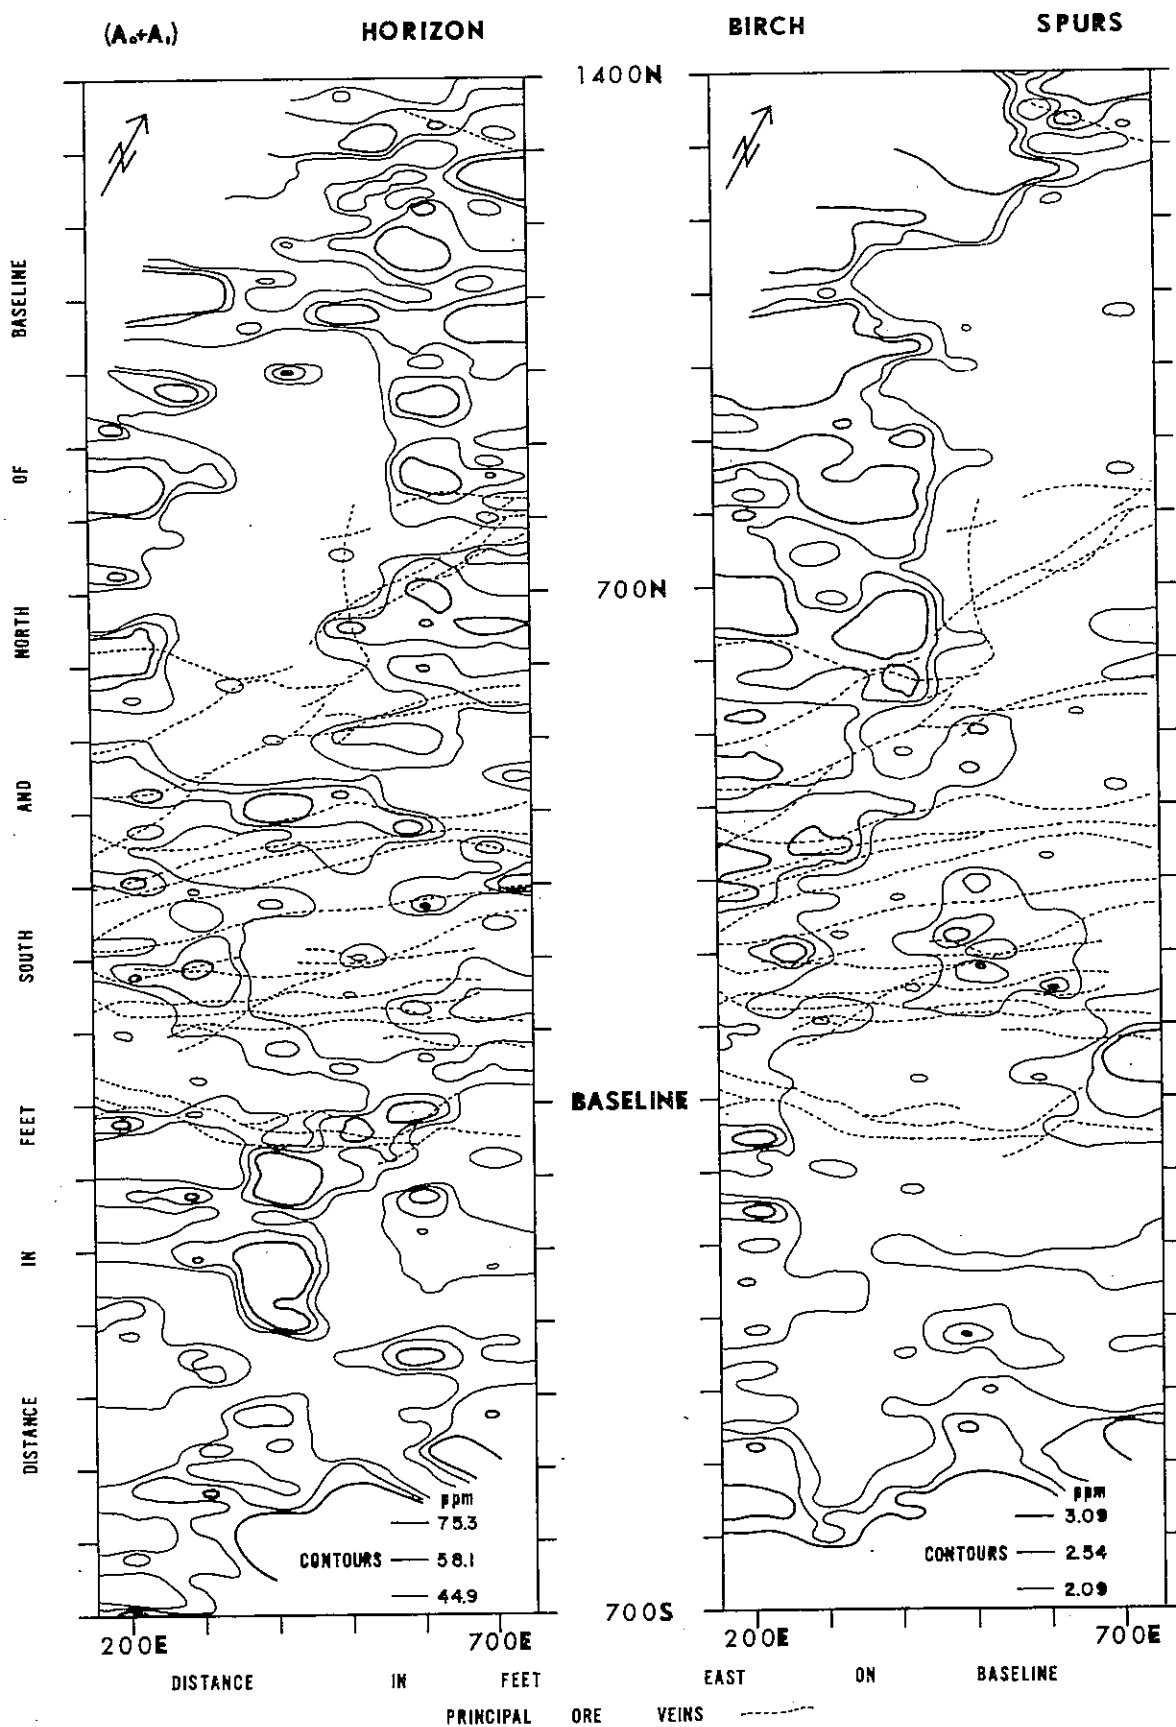 (A₀+A₁) HORIZON BIRCH SPURS
1400N
N N
DISTANCE IN FEET SOUTH AND NORTH OF BASELINE
700N
BASELINE
ppm
75.3
CONTOURS 58.1
44.9
ppm
3.09
CONTOURS 2.54
2.09
700S
200E 700E 200E 700E
DISTANCE IN FEET EAST ON BASELINE
PRINCIPAL ORE VEINS